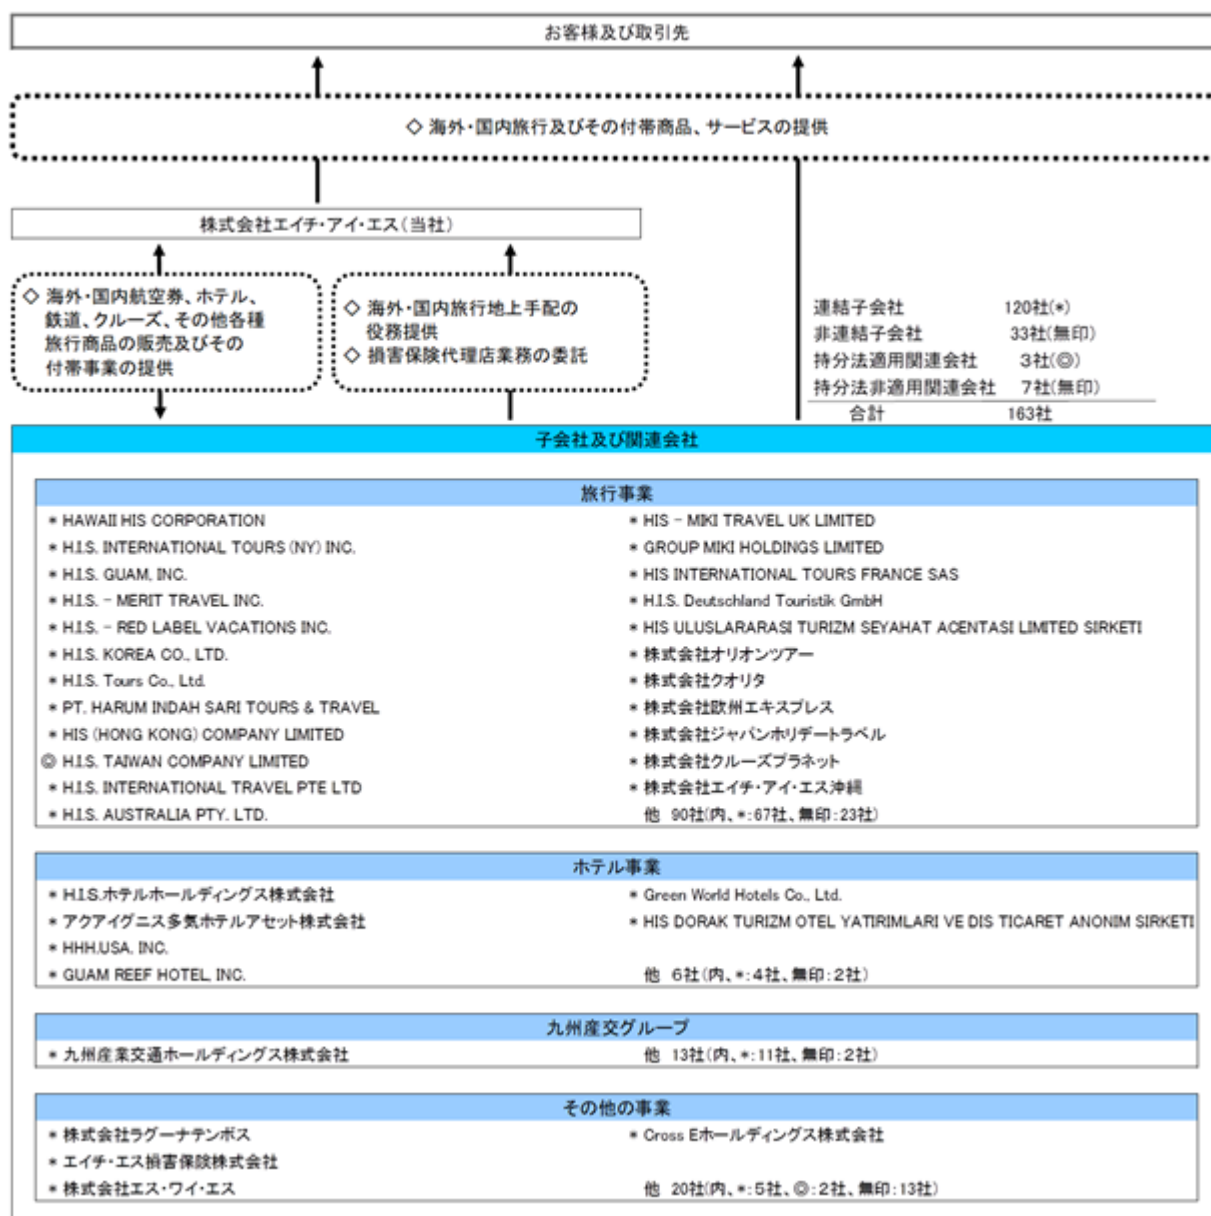 お客様及び取引先
◇ 海外・国内旅行及びその付帯商品、サービスの提供
株式会社エイチ・アイ・エス(当社)
◇ 海外・国内航空券、ホテル、
鉄道、クルーズ、その他各種
旅行商品の販売及びその
付帯事業の提供
◇ 海外・国内旅行地上手配の
役務提供
◇ 損害保険代理店業務の委託
連結子会社 120社(*)
非連結子会社 33社(無印)
持分法適用関連会社 3社(◎)
持分法非適用関連会社 7社(無印)
合計 163社
子会社及び関連会社
旅行事業
* HAWAII HIS CORPORATION
* H.I.S. INTERNATIONAL TOURS (NY) INC.
* H.I.S. GUAM, INC.
* H.I.S. - MERIT TRAVEL INC.
* H.I.S. - RED LABEL VACATIONS INC.
* H.I.S. KOREA CO., LTD.
* H.I.S. Tours Co., Ltd.
* PT. HARUM INDAH SARI TOURS & TRAVEL
* HIS (HONG KONG) COMPANY LIMITED
◎ H.I.S. TAIWAN COMPANY LIMITED
* H.I.S. INTERNATIONAL TRAVEL PTE LTD
* H.I.S. AUSTRALIA PTY. LTD.
* HIS - MIKI TRAVEL UK LIMITED
* GROUP MIKI HOLDINGS LIMITED
* HIS INTERNATIONAL TOURS FRANCE SAS
* H.I.S. Deutschland Touristik GmbH
* HIS ULUSLARARASI TURIZM SEYAHAT ACENTASI LIMITED SIRKETI
* 株式会社オリオンツアー
* 株式会社クオリタ
* 株式会社欧州エキスプレス
* 株式会社ジャパンホリデートラベル
* 株式会社クルーズプラネット
* 株式会社エイチ・アイ・エス沖縄
他 90社(内、*:67社、無印:23社)
ホテル事業
* H.I.S.ホテルホールディングス株式会社
* アクアイグニス多気ホテルアセット株式会社
* HHH.USA, INC.
* GUAM REEF HOTEL, INC.
* Green World Hotels Co., Ltd.
* HIS DORAK TURIZM OTEL YATIRIMLARI VE DIS TICARET ANONIM SIRKETI
他 6社(内、*:4社、無印:2社)
九州産交グループ
* 九州産業交通ホールディングス株式会社
他 13社(内、*:11社、無印:2社)
その他の事業
* 株式会社ラグーナテンボス
* エイチ・エス損害保険株式会社
* 株式会社エス・ワイ・エス
* Cross Eホールディングス株式会社
他 20社(内、*:5社、◎:2社、無印:13社)